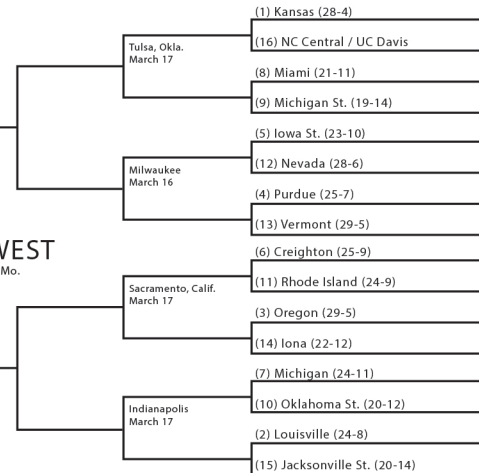 (1) Kansas (28-4)
(16) NC Central / UC Davis
Tulsa, Okla.
March 17
(8) Miami (21-11)
(9) Michigan St. (19-14)
(5) Iowa St. (23-10)
(12) Nevada (28-6)
Milwaukee
March 16
(4) Purdue (25-7)
(13) Vermont (29-5)
WEST
Mo.
(6) Creighton (25-9)
(11) Rhode Island (24-9)
Sacramento, Calif.
March 17
(3) Oregon (29-5)
(14) Iona (22-12)
(7) Michigan (24-11)
(10) Oklahoma St. (20-12)
Indianapolis
March 17
(2) Louisville (24-8)
(15) Jacksonville St. (20-14)